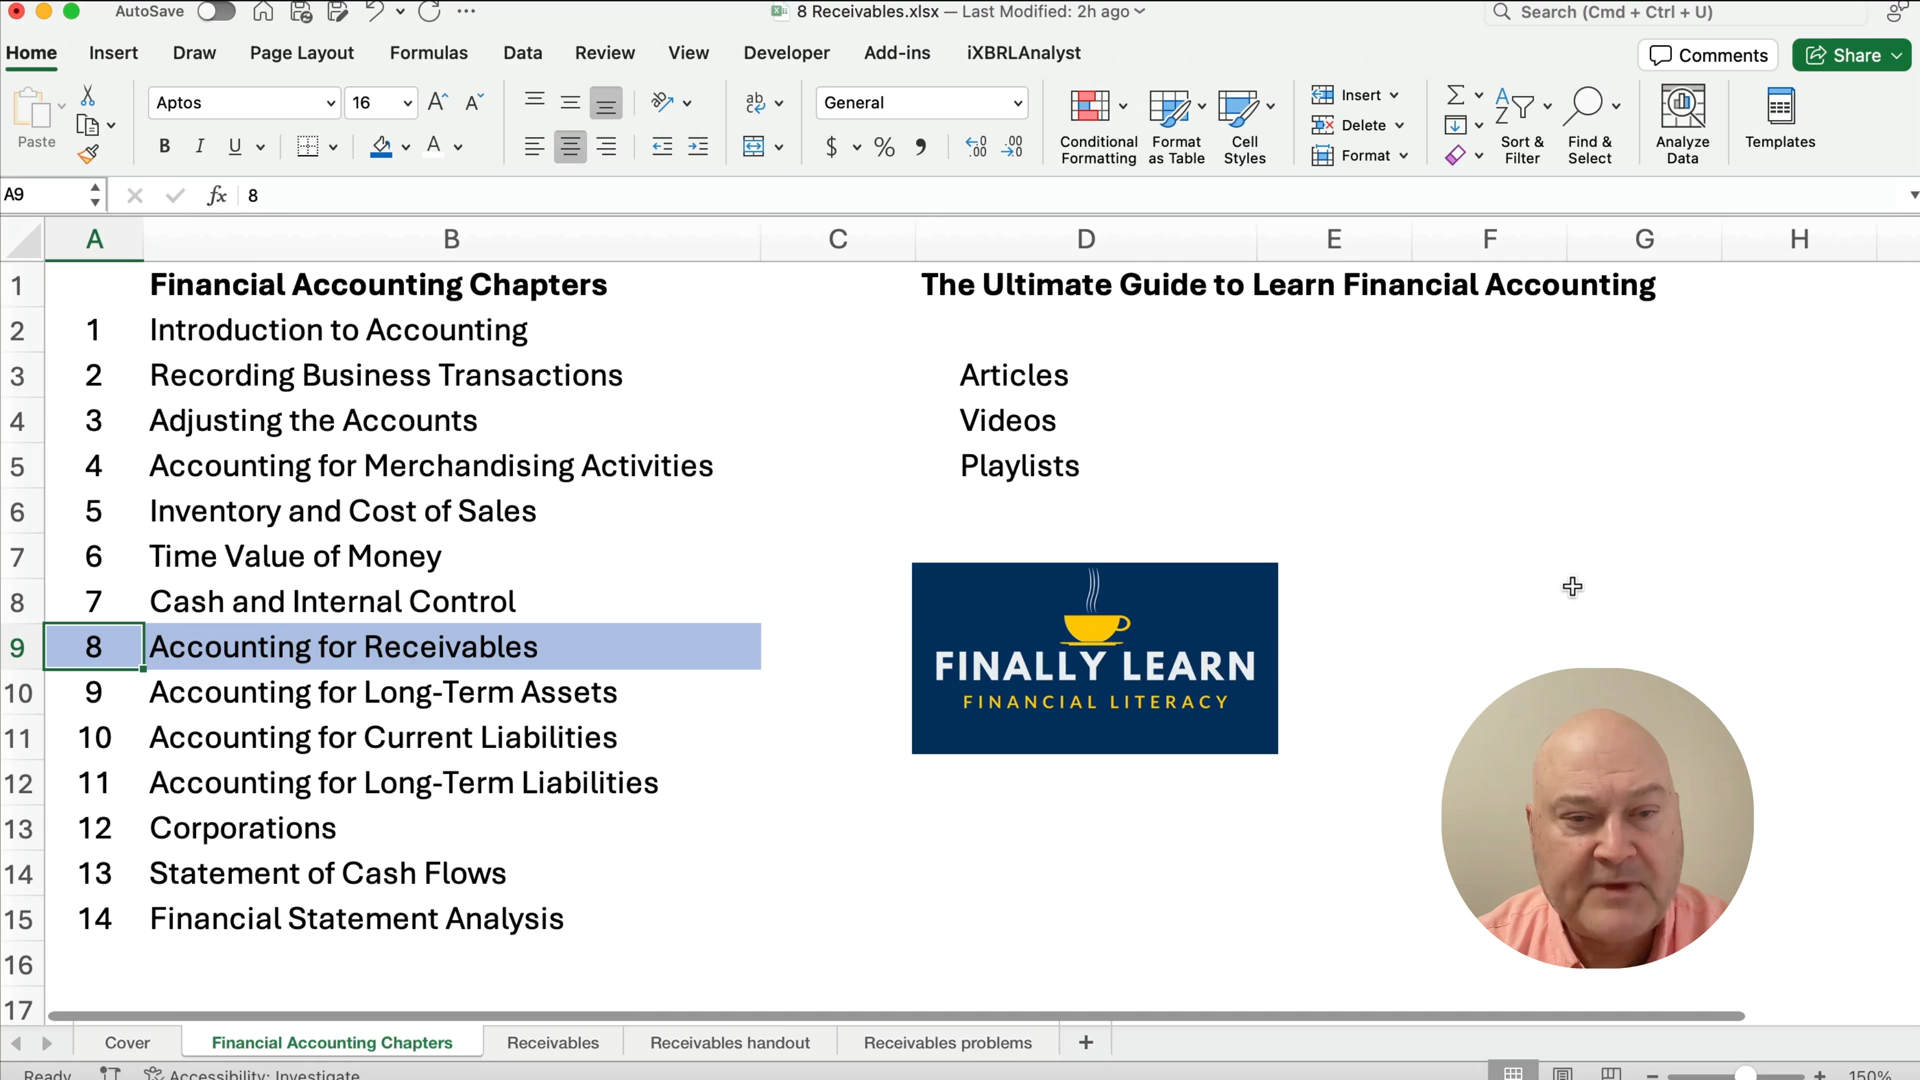 AutoSave
8 Receivables.xlsx — Last Modified: 2h ago
Search (Cmd + Ctrl + U)
Home Insert Draw Page Layout Formulas Data Review View Developer Add-ins iXBRLAnalyst
Comments
Share
Paste
Aptos
16
B I U
General
$ %
Conditional Formatting
Format as Table
Cell Styles
Insert
Delete
Format
Sort & Filter
Find & Select
Analyze Data
Templates
A9
fx 8
A B C D E F G H
1 Financial Accounting Chapters The Ultimate Guide to Learn Financial Accounting
2 1 Introduction to Accounting
3 2 Recording Business Transactions Articles
4 3 Adjusting the Accounts Videos
5 4 Accounting for Merchandising Activities Playlists
6 5 Inventory and Cost of Sales
7 6 Time Value of Money
8 7 Cash and Internal Control
9 8 Accounting for Receivables
10 9 Accounting for Long-Term Assets
11 10 Accounting for Current Liabilities
12 11 Accounting for Long-Term Liabilities
13 12 Corporations
14 13 Statement of Cash Flows
15 14 Financial Statement Analysis
16
17
FINALLY LEARN
FINANCIAL LITERACY
Cover Financial Accounting Chapters Receivables Receivables handout Receivables problems +
Ready Accessibility: Investigate 150%